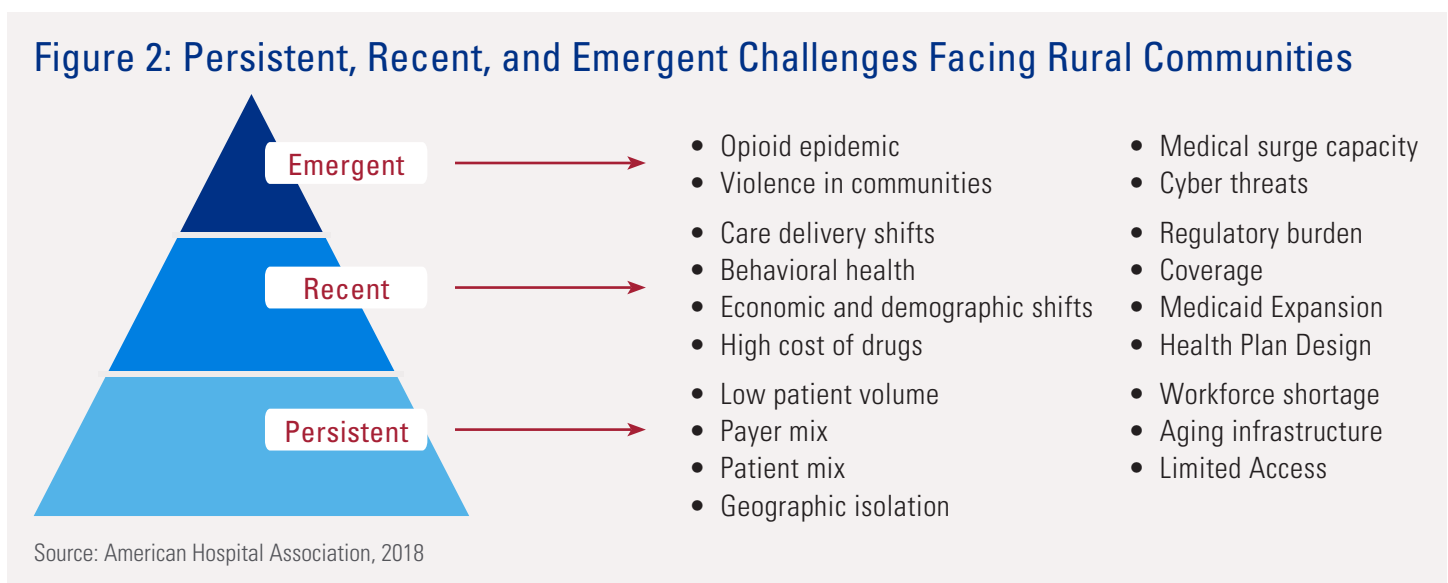 Figure 2: Persistent, Recent, and Emergent Challenges Facing Rural Communities
Emergent
• Opioid epidemic
• Violence in communities
• Medical surge capacity
• Cyber threats
Recent
• Care delivery shifts
• Behavioral health
• Economic and demographic shifts
• High cost of drugs
• Regulatory burden
• Coverage
• Medicaid Expansion
• Health Plan Design
Persistent
• Low patient volume
• Payer mix
• Patient mix
• Geographic isolation
• Workforce shortage
• Aging infrastructure
• Limited Access
Source: American Hospital Association, 2018